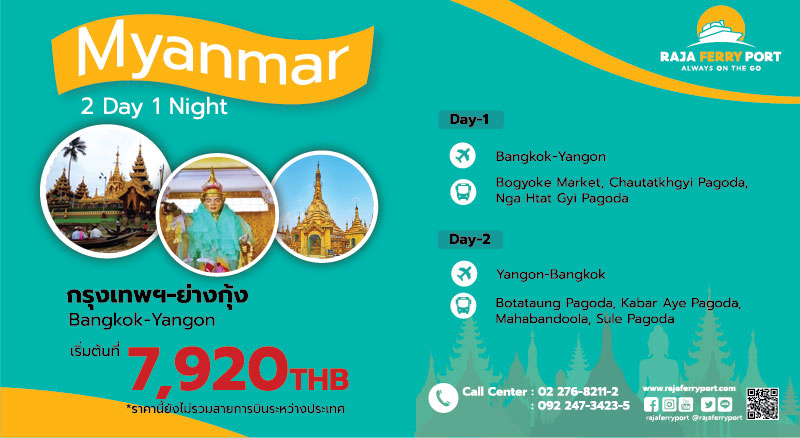 Myanmar
2 Day 1 Night
กรุงเทพฯ-ย่างกุ้ง
Bangkok-Yangon
เริ่มต้นที่ 7,920 THB
*ราคานี้ยังไม่รวมสายการบินระหว่างประเทศ
RAJA FERRY PORT
ALWAYS ON THE GO
Day-1
Bangkok-Yangon
Bogyoke Market, Chautatkhgyi Pagoda,
Nga Htat Gyi Pagoda
Day-2
Yangon-Bangkok
Botataung Pagoda, Kabar Aye Pagoda,
Mahabandoola, Sule Pagoda
Call Center : 02 276-8211-2
: 092 247-3423-5
www.rajaferryport.com
rajaferryport @rajaferryport